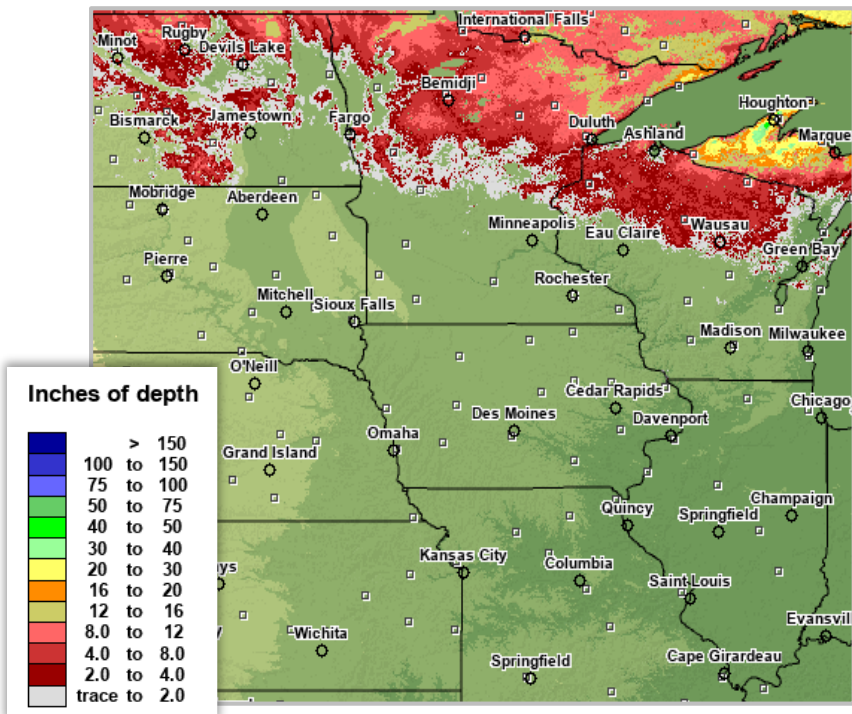 International Falls
Minot
Rugby
Devils Lake
Bemidji
Houghton
Bismarck
Jamestown
Fargo
Duluth
Ashland
Marque
Mobridge
Aberdeen
Minneapolis
Eau Claire
Wausau
Green Bay
Pierre
Rochester
Mitchell
Sioux Falls
Madison
Milwaukee
O'Neill
Cedar Rapids
Des Moines
Davenport
Chicago
Omaha
Grand Island
Quincy
Springfield
Champaign
Kansas City
Columbia
Saint Louis
ys
y
Wichita
Evansvil
Springfield
Cape Girardeau
Inches of depth
> 150
100 to 150
75 to 100
50 to 75
40 to 50
30 to 40
20 to 30
16 to 20
12 to 16
8.0 to 12
4.0 to 8.0
2.0 to 4.0
trace to 2.0